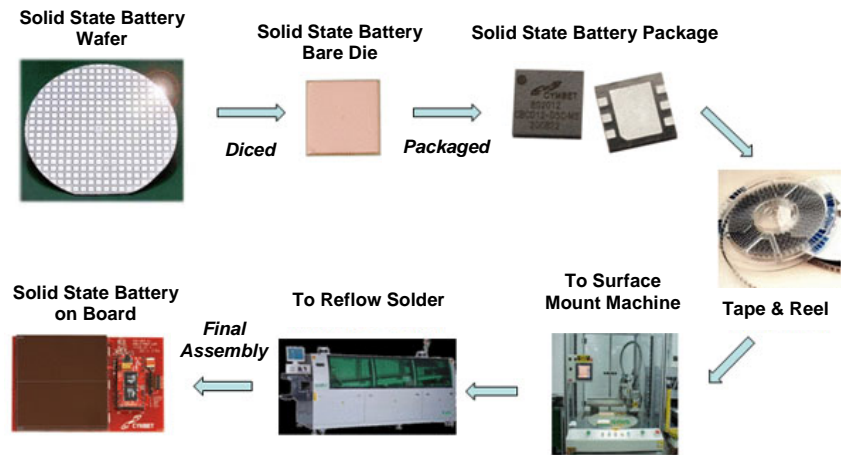 Solid State Battery
Wafer
Solid State Battery
Bare Die
Solid State Battery Package
Diced
Packaged
CYMBET
Tape & Reel
To Surface
Mount Machine
To Reflow Solder
Final
Assembly
Solid State Battery
on Board
CYMBET